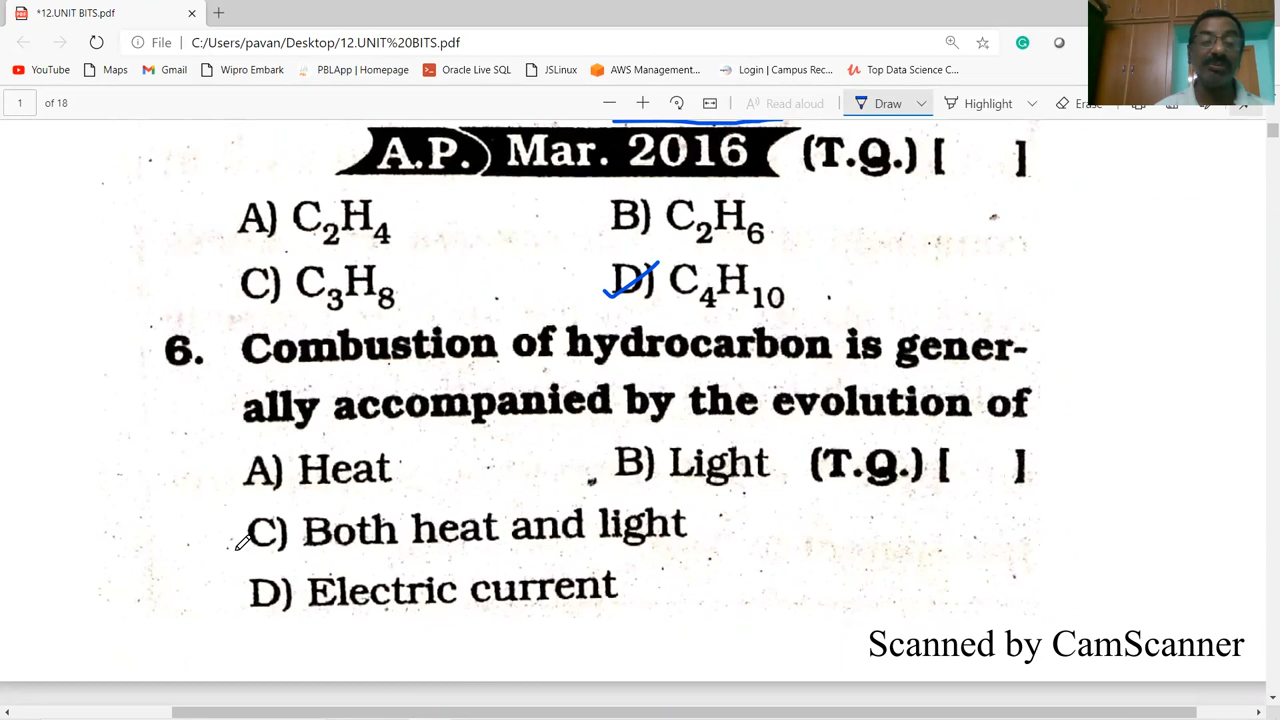 *12.UNIT BITS.pdf
File C:/Users/pavan/Desktop/12.UNIT%20BITS.pdf
YouTube Maps Gmail Wipro Embark PBLApp | Homepage Oracle Live SQL JSLinux AWS Management... Login | Campus Rec... Top Data Science C...
1 of 18 Read aloud Draw Highlight Erase
A.P. Mar. 2016 (T.Q.) [ ]
A) C₂H₄ B) C₂H₆
C) C₃H₈ D) C₄H₁₀
6. Combustion of hydrocarbon is gener-
ally accompanied by the evolution of
A) Heat B) Light (T.Q.) [ ]
C) Both heat and light
D) Electric current
Scanned by CamScanner